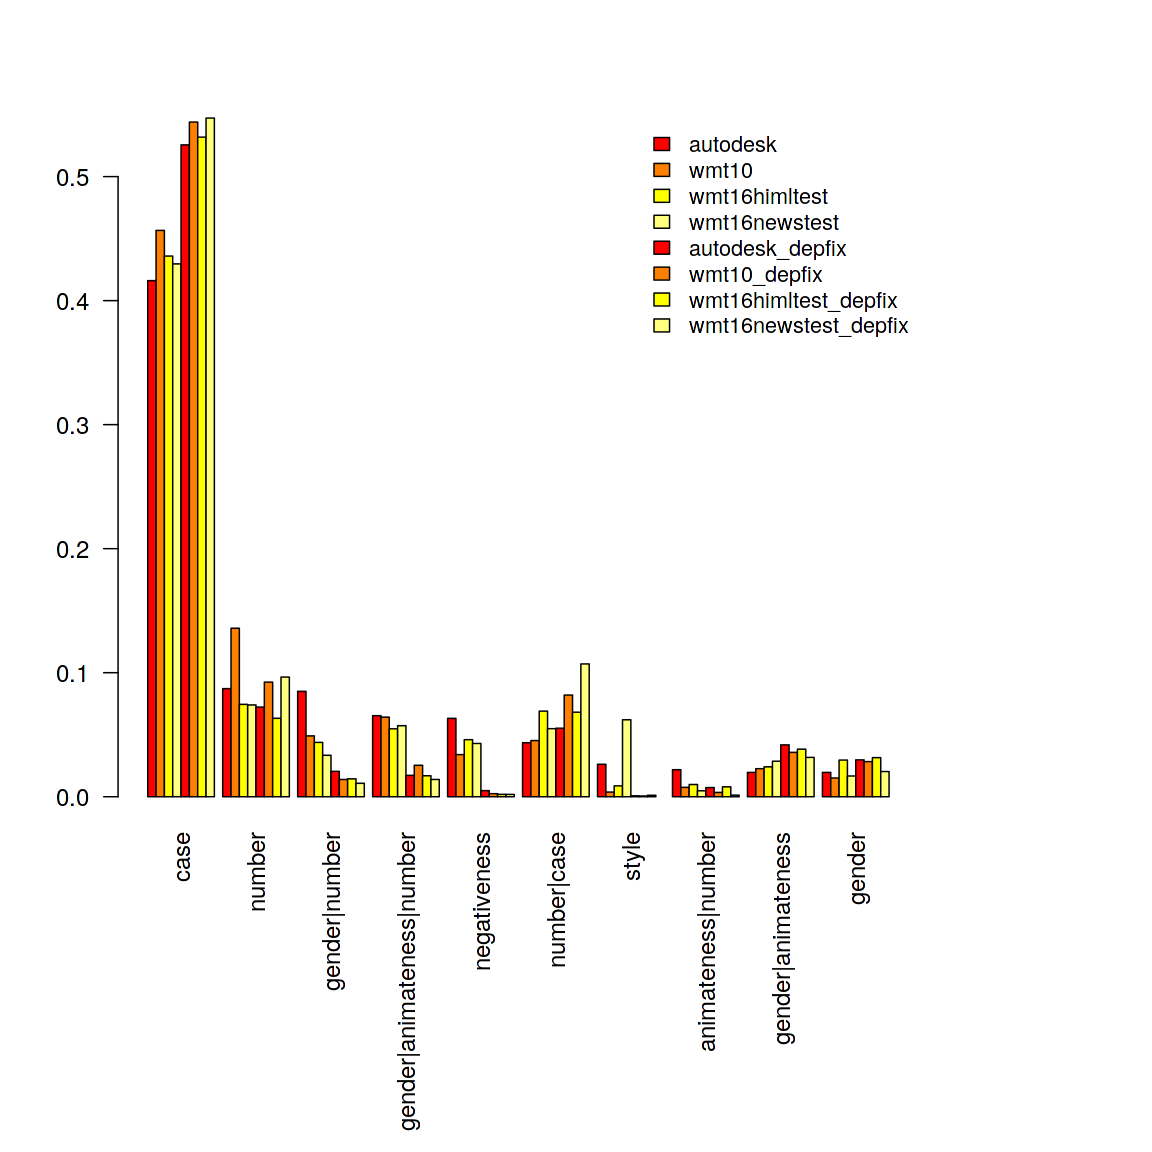 autodesk
wmt10
wmt16himltest
wmt16newstest
autodesk_depfix
wmt10_depfix
wmt16himltest_depfix
wmt16newstest_depfix
0.5
0.4
0.3
0.2
0.1
0.0
case
number
gender|number
gender|animateness|number
negativeness
number|case
style
animateness|number
gender|animateness
gender